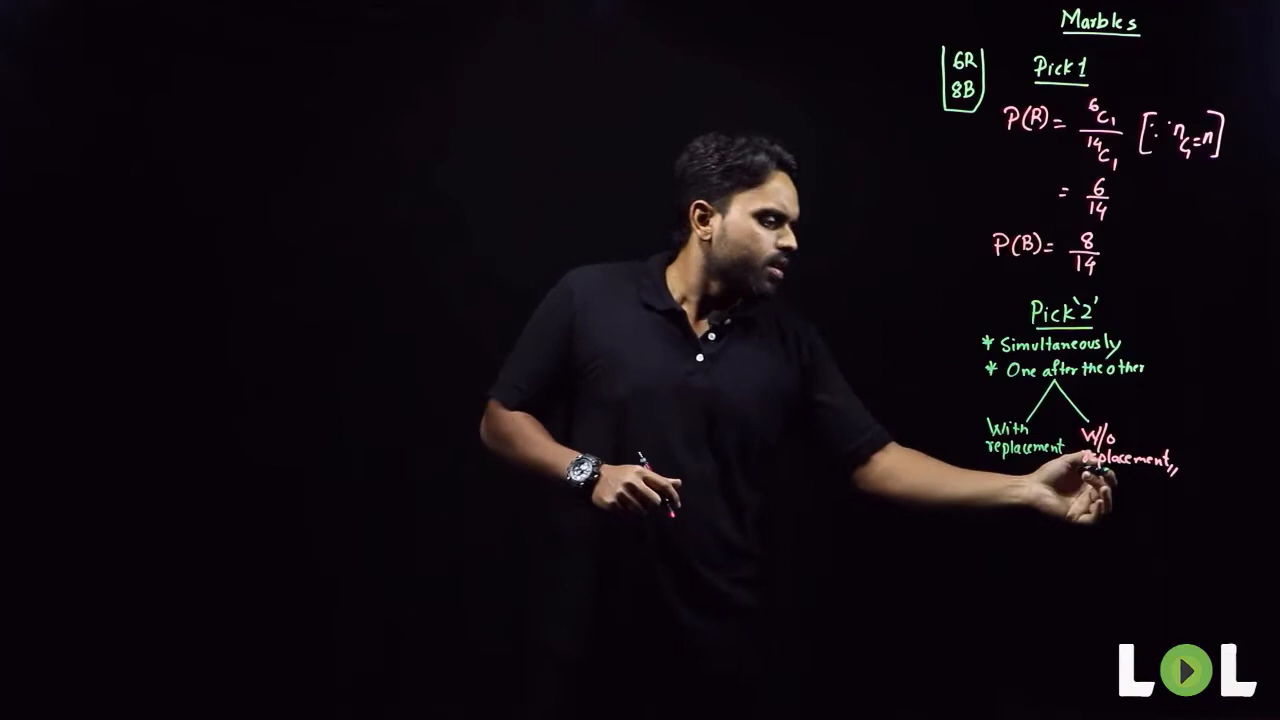 Marbles
6R
8B
Pick 1
P(R) = ⁶C₁ / ¹⁴C₁ [∵ ⁿC₁ = n]
= 6/14
P(B) = 8/14
Pick '2'
* Simultaneously
* One after the other
With
replacement
W/o
replacement,,
LOL